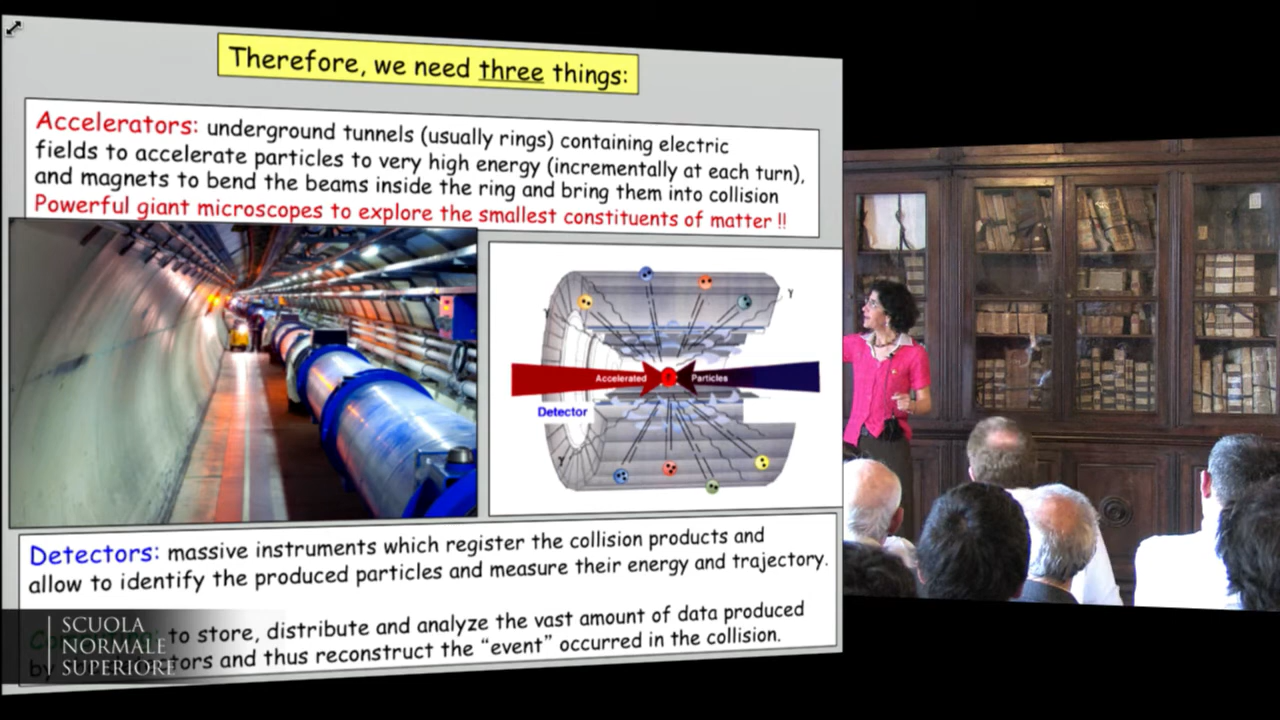 Therefore, we need three things:
Accelerators: underground tunnels (usually rings) containing electric
fields to accelerate particles to very high energy (incrementally at each turn),
and magnets to bend the beams inside the ring and bring them into collision
Powerful giant microscopes to explore the smallest constituents of matter !!
γ
γ
Accelerated Particles
Detector
γ
Detectors: massive instruments which register the collision products and
allow to identify the produced particles and measure their energy and trajectory.
to store, distribute and analyze the vast amount of data produced
by and thus reconstruct the “event” occurred in the collision.
SCUOLA
NORMALE
SUPERIORE